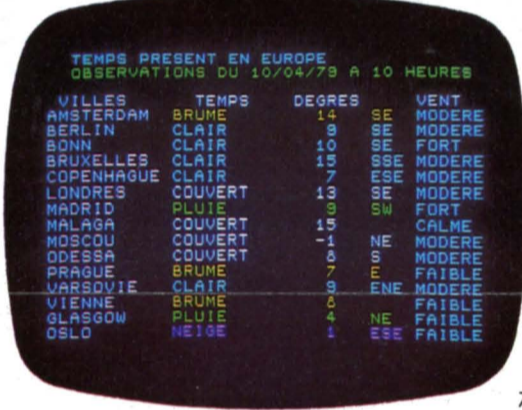 TEMPS PRESENT EN EUROPE
OBSERVATIONS DU 10/04/79 A 10 HEURES
VILLES TEMPS DEGRES VENT
AMSTERDAM BRUME 14 SE MODERE
BERLIN CLAIR 9 SE MODERE
BONN CLAIR 10 SE FORT
BRUXELLES CLAIR 15 SSE MODERE
COPENHAGUE CLAIR 7 ESE MODERE
LONDRES COUVERT 13 SE MODERE
MADRID PLUIE 9 SW FORT
MALAGA COUVERT 15 CALME
MOSCOU COUVERT -1 NE MODERE
ODESSA COUVERT 8 S MODERE
PRAGUE BRUME 7 E FAIBLE
VARSOVIE CLAIR 9 ENE MODERE
VIENNE BRUME 8 FAIBLE
GLASGOW PLUIE 4 NE FAIBLE
OSLO NEIGE 1 ESE FAIBLE